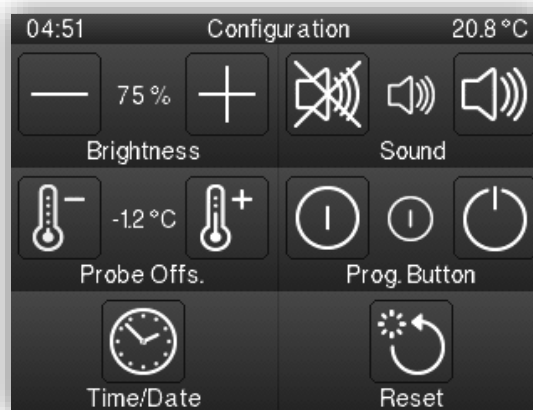 04:51 Configuration 20.8 °C
75 %
Brightness Sound
-1.2 °C
Probe Offs. Prog. Button
Time/Date Reset